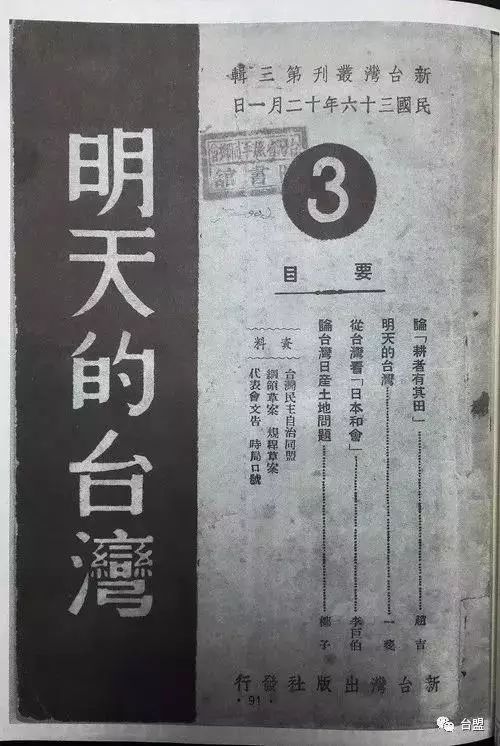 新台灣叢刊第三輯
民國三十六年十二月一日
明天的台灣
3
要目
論「耕者有其田」 趙吉
明天的台灣 一
從台灣看「日本和會」 李巨伯
論台灣日產土地問題 子
資料
台灣民主自治同盟
綱領草案 規程草案
代表會文告 時局口號
新台灣出版社發行
·91·
台盟